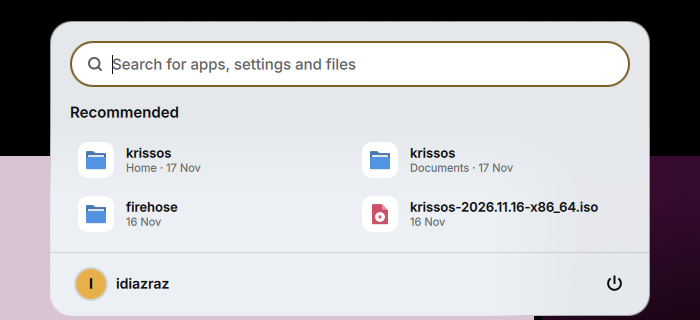 Search for apps, settings and files
Recommended
krissos
Home · 17 Nov
krissos
Documents · 17 Nov
firehose
16 Nov
krissos-2026.11.16-x86_64.iso
16 Nov
I
idiazraz